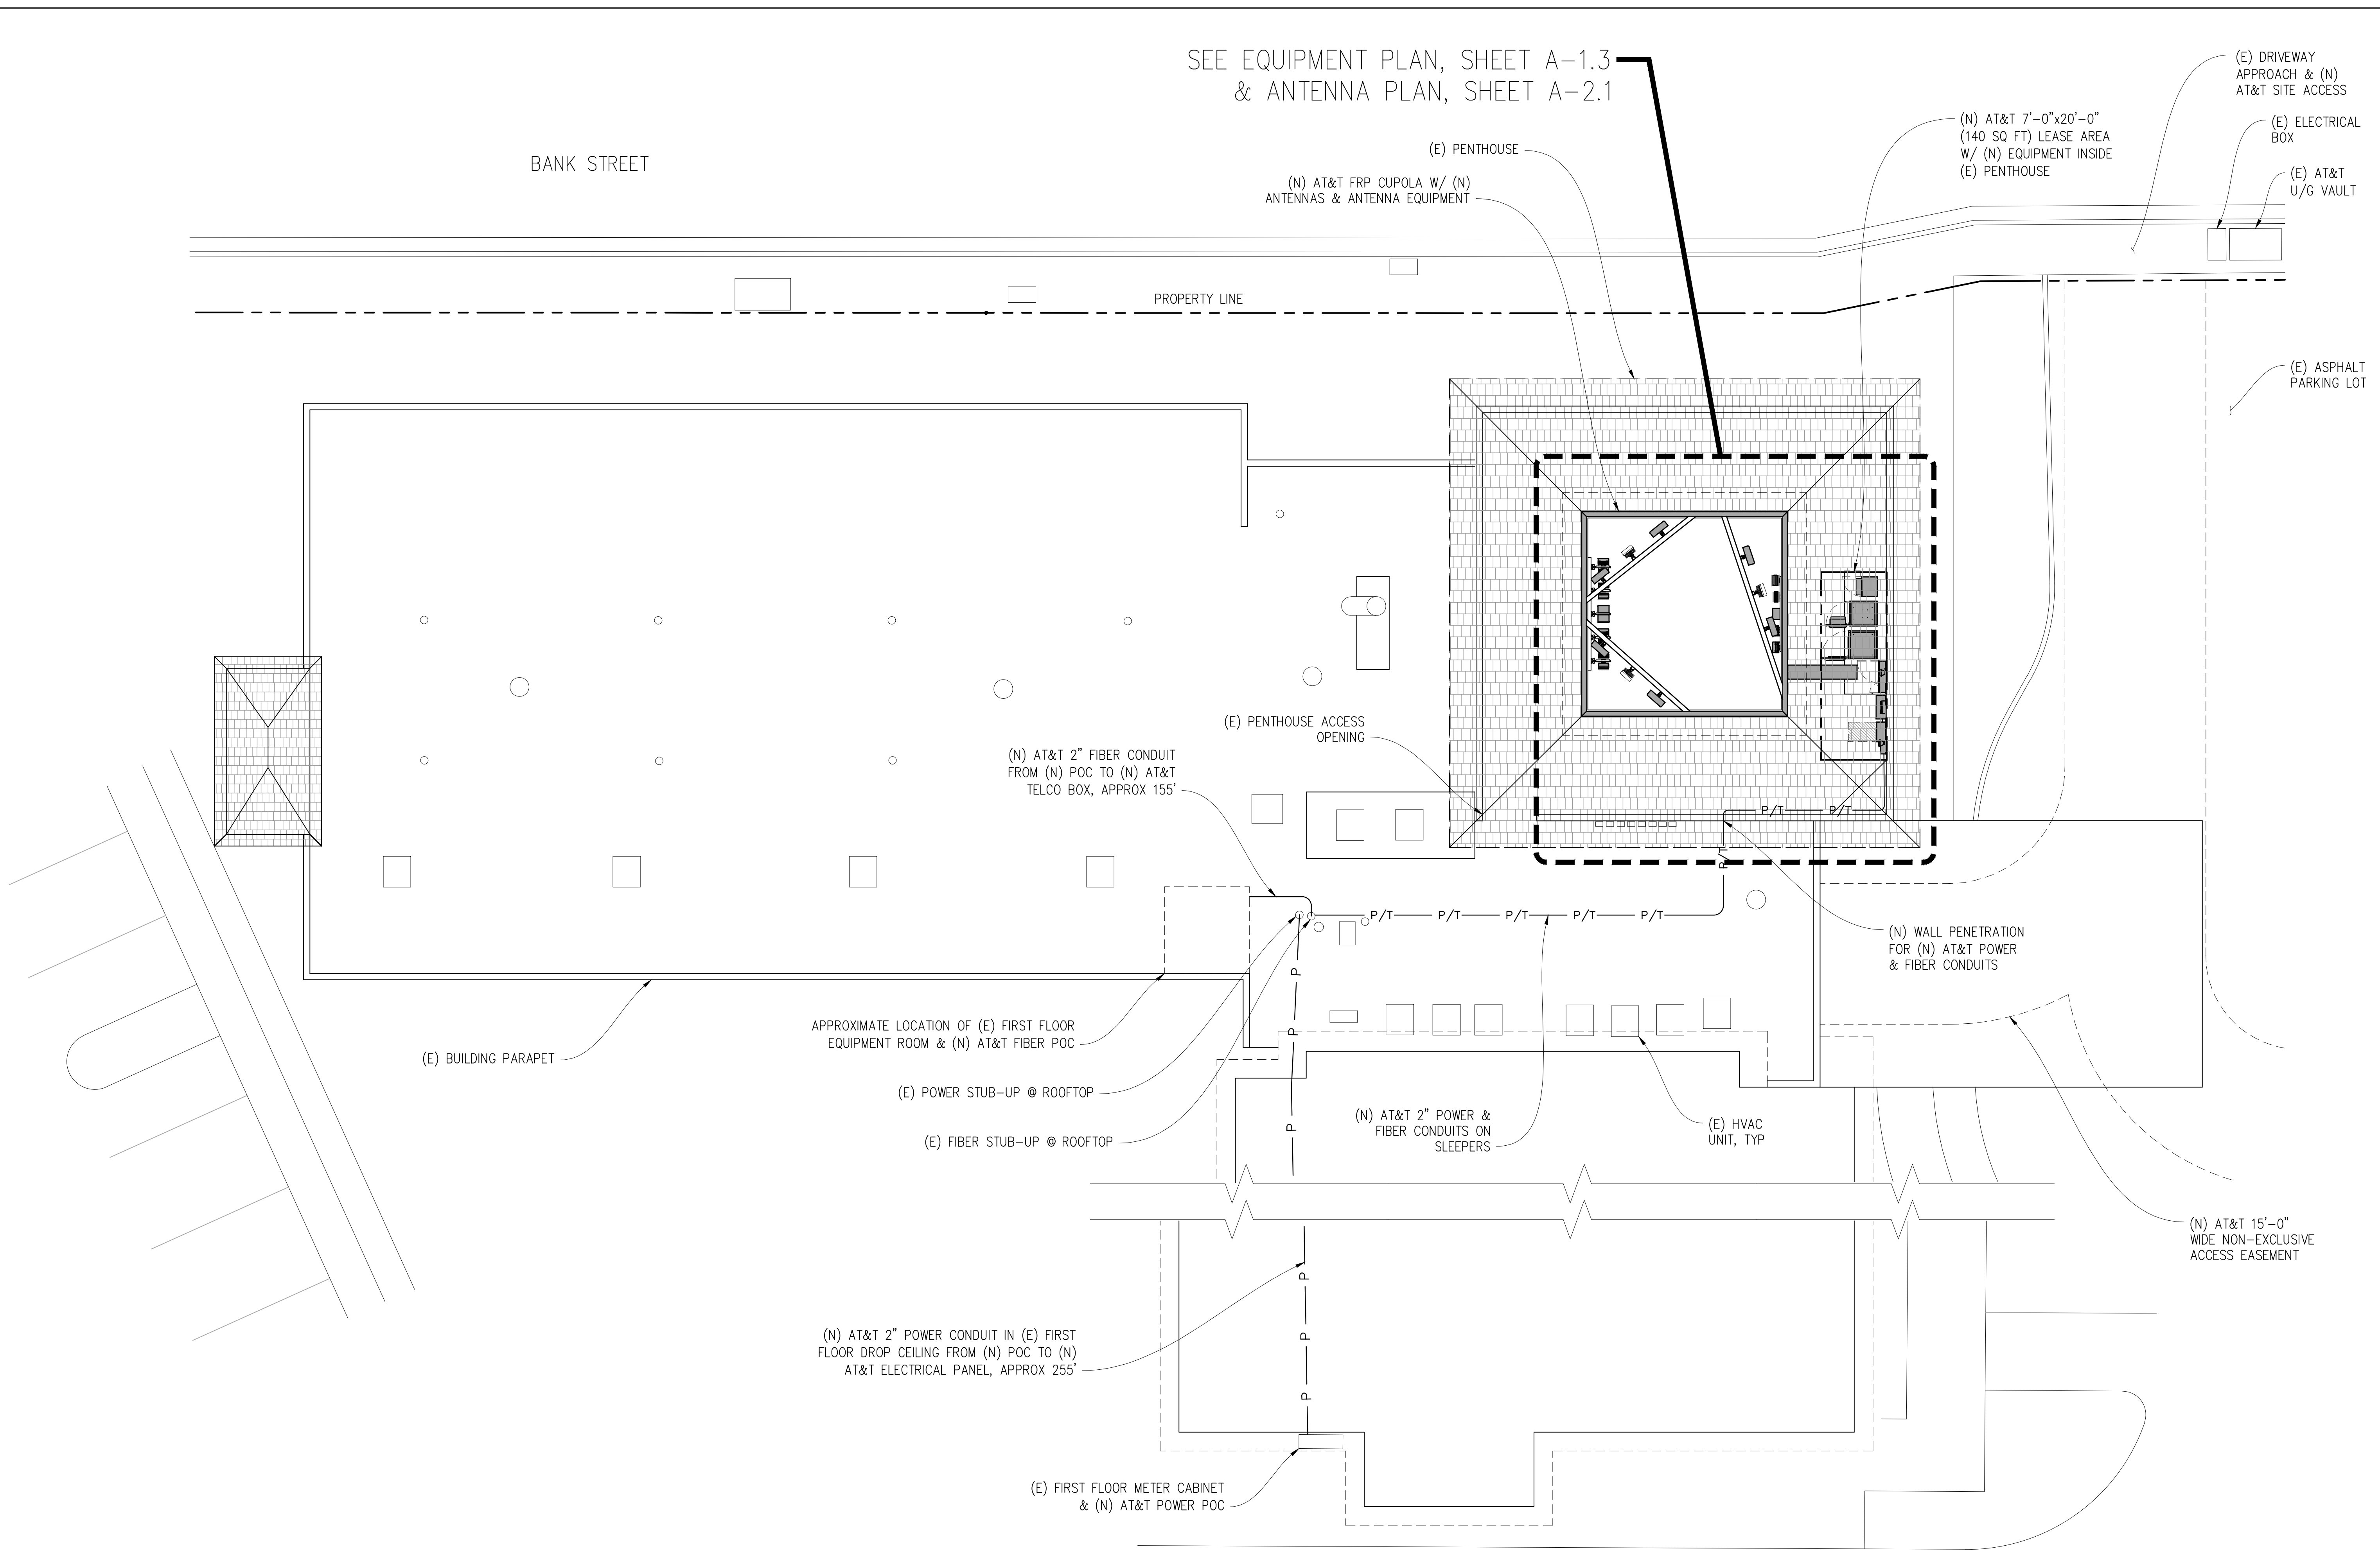 SEE EQUIPMENT PLAN, SHEET A-1.3
& ANTENNA PLAN, SHEET A-2.1
(E) DRIVEWAY
APPROACH & (N)
AT&T SITE ACCESS
(E) ELECTRICAL
BOX
(E) AT&T
U/G VAULT
(N) AT&T 7'-0"x20'-0"
(140 SQ FT) LEASE AREA
W/ (N) EQUIPMENT INSIDE
(E) PENTHOUSE
BANK STREET
(E) PENTHOUSE
(N) AT&T FRP CUPOLA W/ (N)
ANTENNAS & ANTENNA EQUIPMENT
PROPERTY LINE
(E) ASPHALT
PARKING LOT
(E) PENTHOUSE ACCESS
OPENING
(N) AT&T 2" FIBER CONDUIT
FROM (N) POC TO (N) AT&T
TELCO BOX, APPROX 155'
P/T
P/T
P/T
P/T
P/T
P/T
P/T
P/T
(N) WALL PENETRATION
FOR (N) AT&T POWER
& FIBER CONDUITS
P
P
P
APPROXIMATE LOCATION OF (E) FIRST FLOOR
EQUIPMENT ROOM & (N) AT&T FIBER POC
(E) BUILDING PARAPET
(E) POWER STUB-UP @ ROOFTOP
(E) FIBER STUB-UP @ ROOFTOP
(N) AT&T 2" POWER &
FIBER CONDUITS ON
SLEEPERS
(E) HVAC
UNIT, TYP
(N) AT&T 15'-0"
WIDE NON-EXCLUSIVE
ACCESS EASEMENT
P
P
P
(N) AT&T 2" POWER CONDUIT IN (E) FIRST
FLOOR DROP CEILING FROM (N) POC TO (N)
AT&T ELECTRICAL PANEL, APPROX 255'
(E) FIRST FLOOR METER CABINET
& (N) AT&T POWER POC